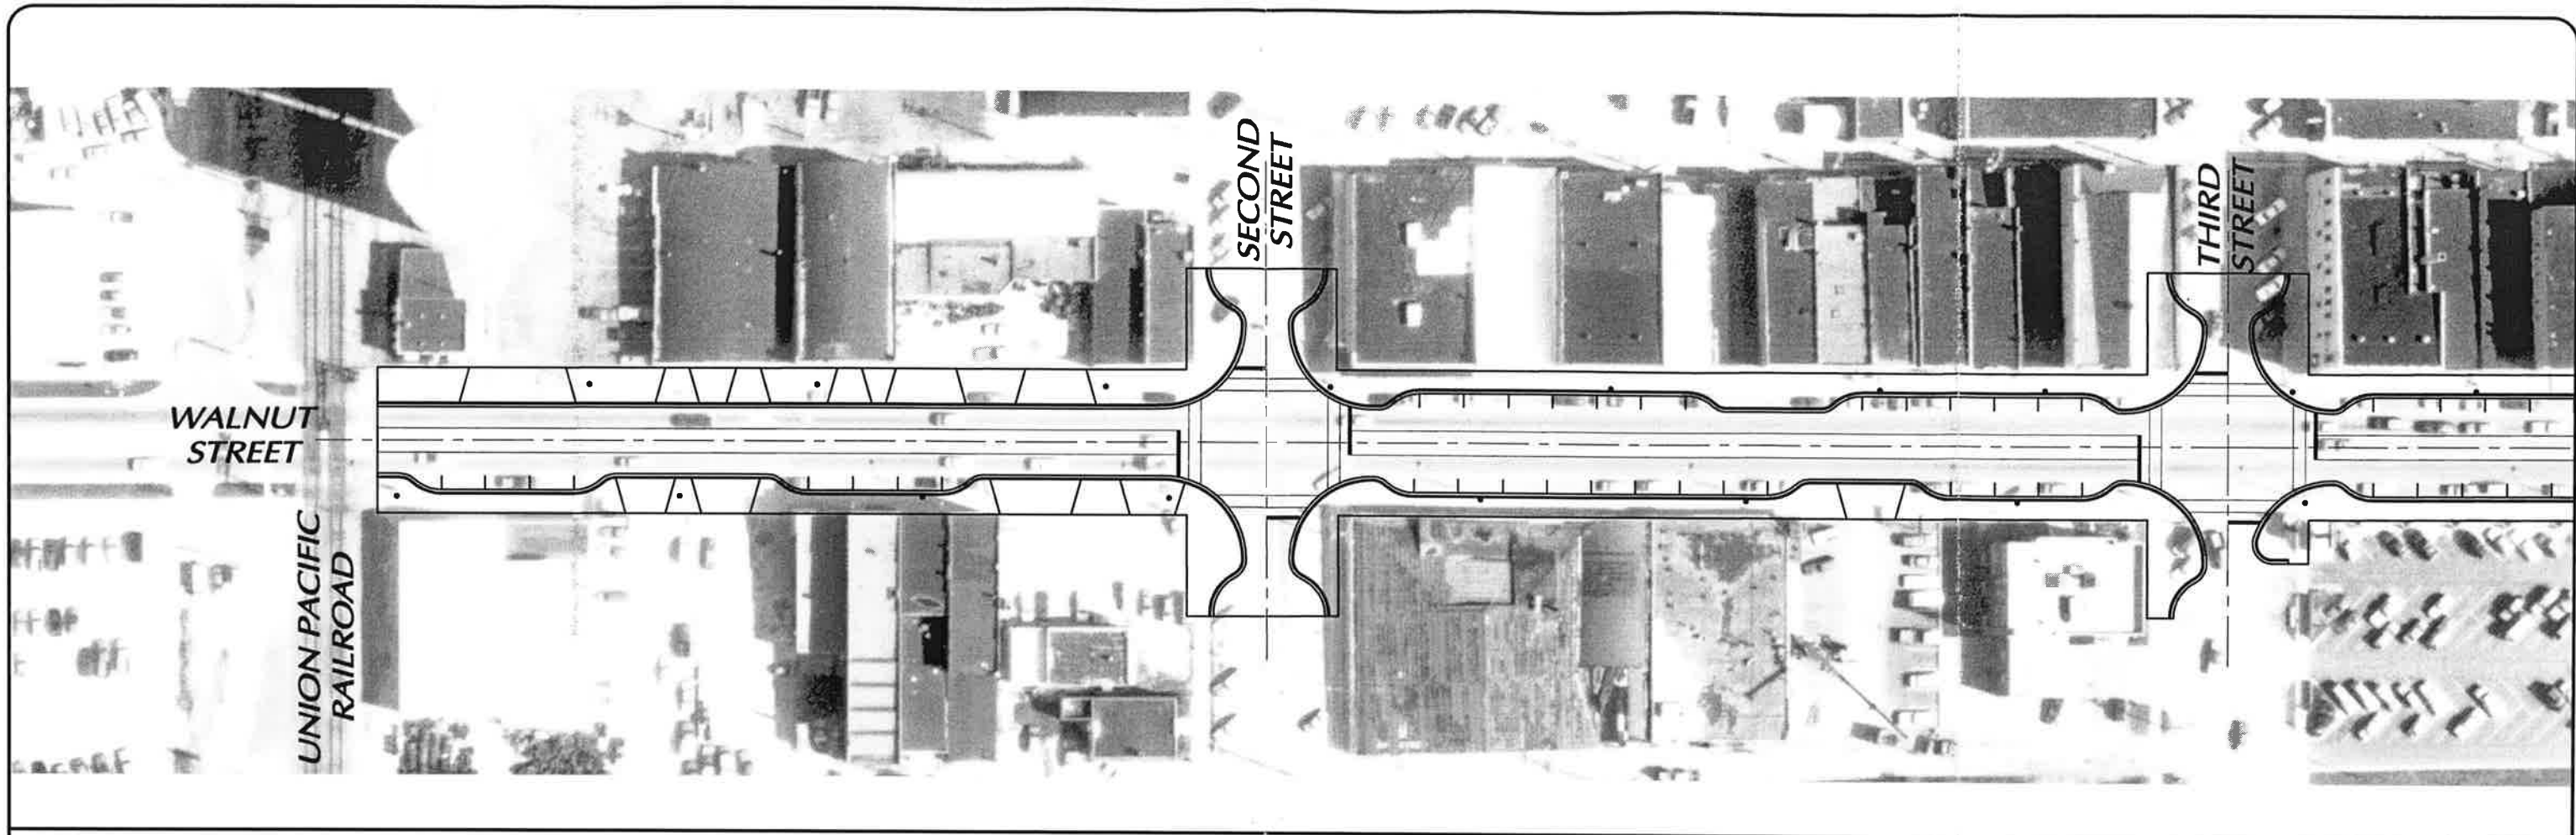 WALNUT
STREET
UNION PACIFIC
RAILROAD
SECOND
STREET
THIRD
STREET